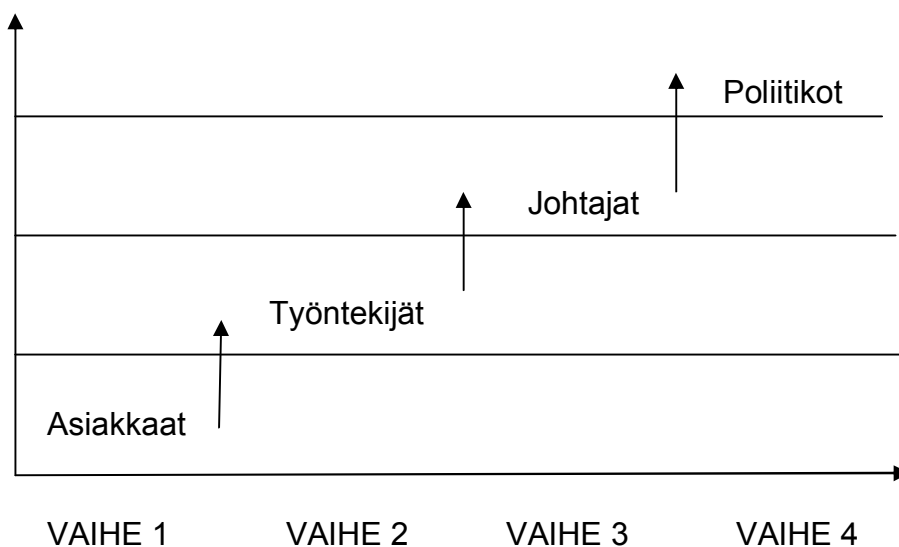 Poliitikot
Johtajat
Työntekijät
Asiakkaat
VAIHE 1 VAIHE 2 VAIHE 3 VAIHE 4